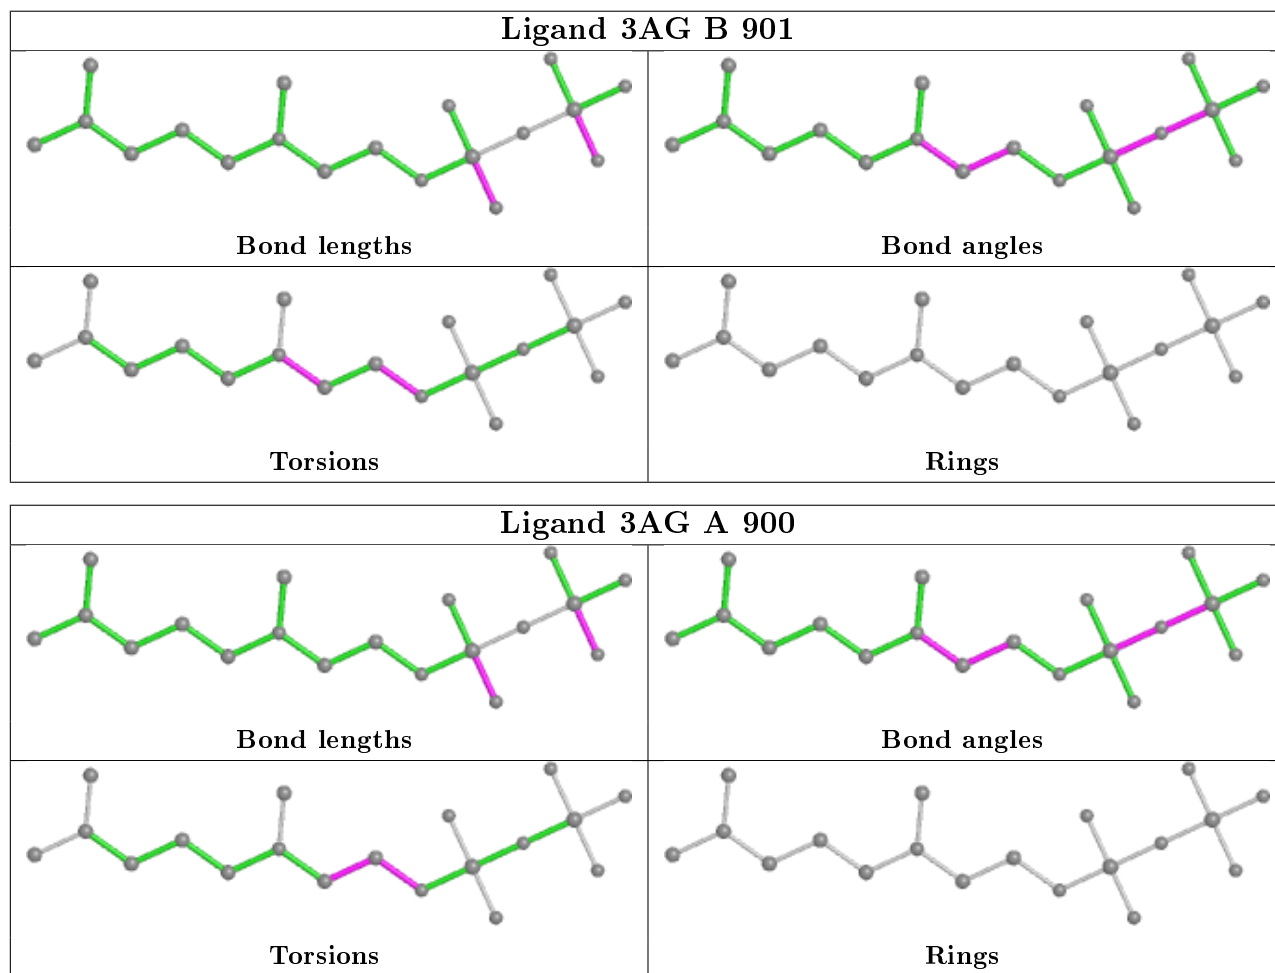 Ligand 3AG B 901
Bond lengths
Bond angles
Torsions
Rings
Ligand 3AG A 900
Bond lengths
Bond angles
Torsions
Rings